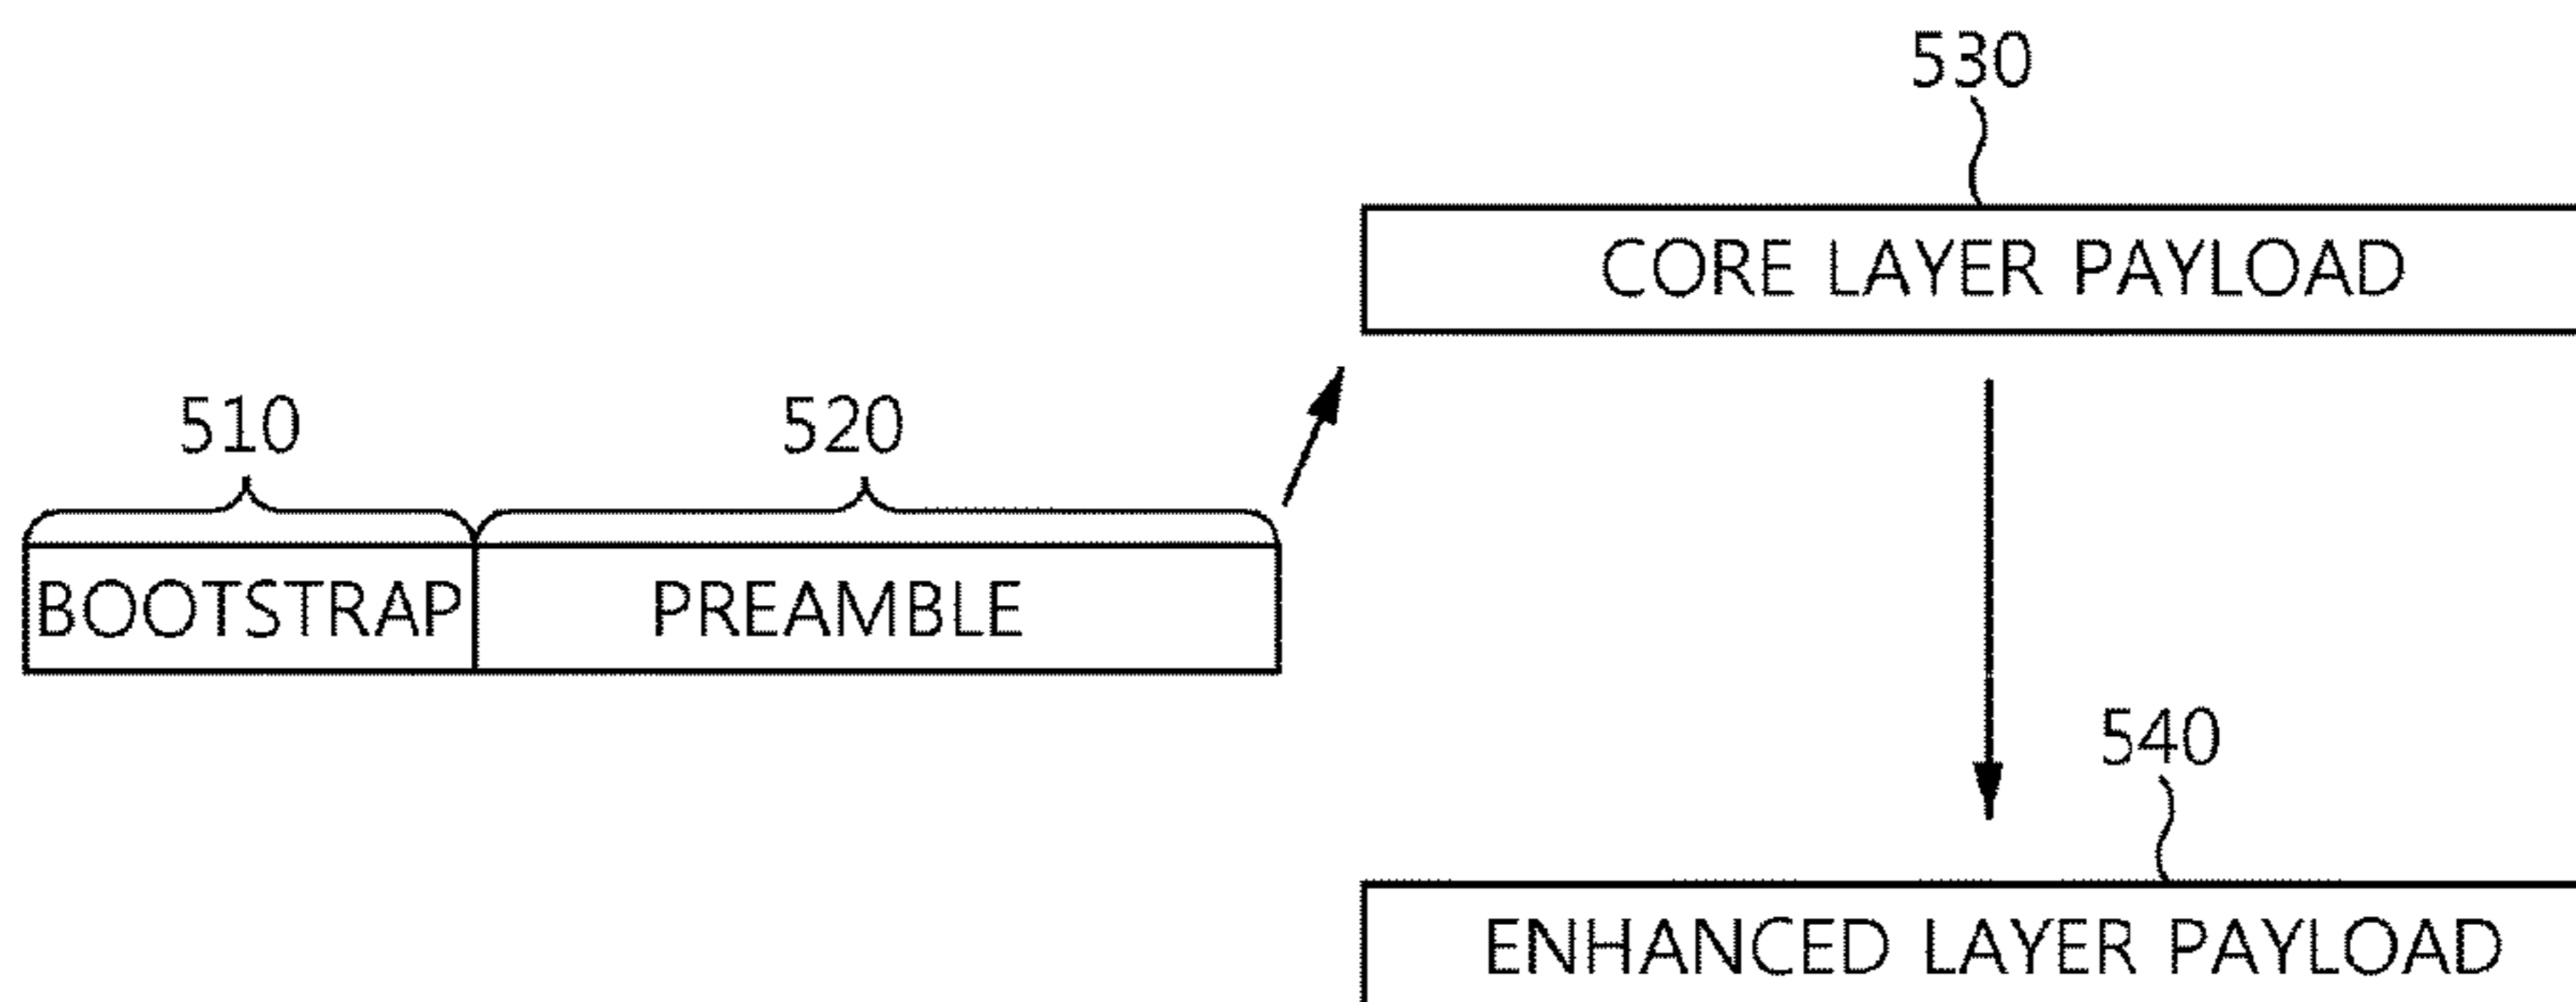 530
CORE LAYER PAYLOAD
510 520
BOOTSTRAP PREAMBLE
540
ENHANCED LAYER PAYLOAD